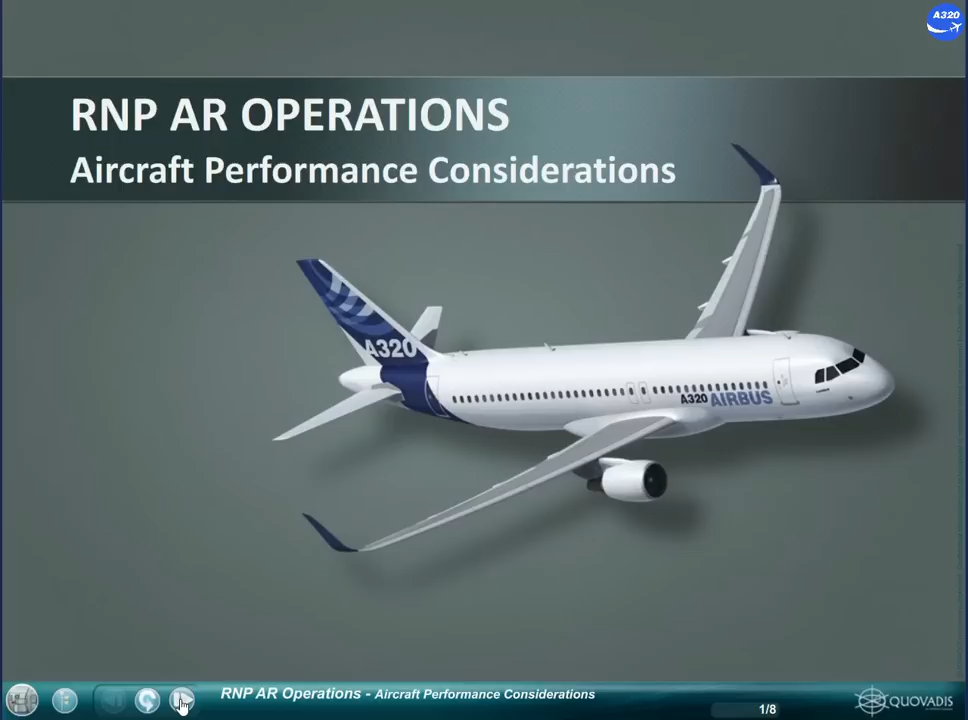 A320
RNP AR OPERATIONS
Aircraft Performance Considerations
A320
A320 AIRBUS
RNP AR Operations - Aircraft Performance Considerations
1/8
QUOVADIS